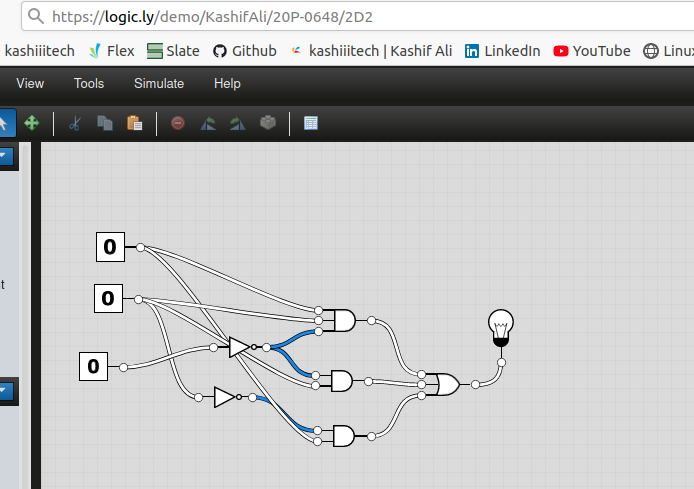 https://logic.ly/demo/KashifAli/20P-0648/2D2
kashiiitech Flex Slate Github kashiiitech | Kashif Ali LinkedIn YouTube Linux
View Tools Simulate Help
0
0
0